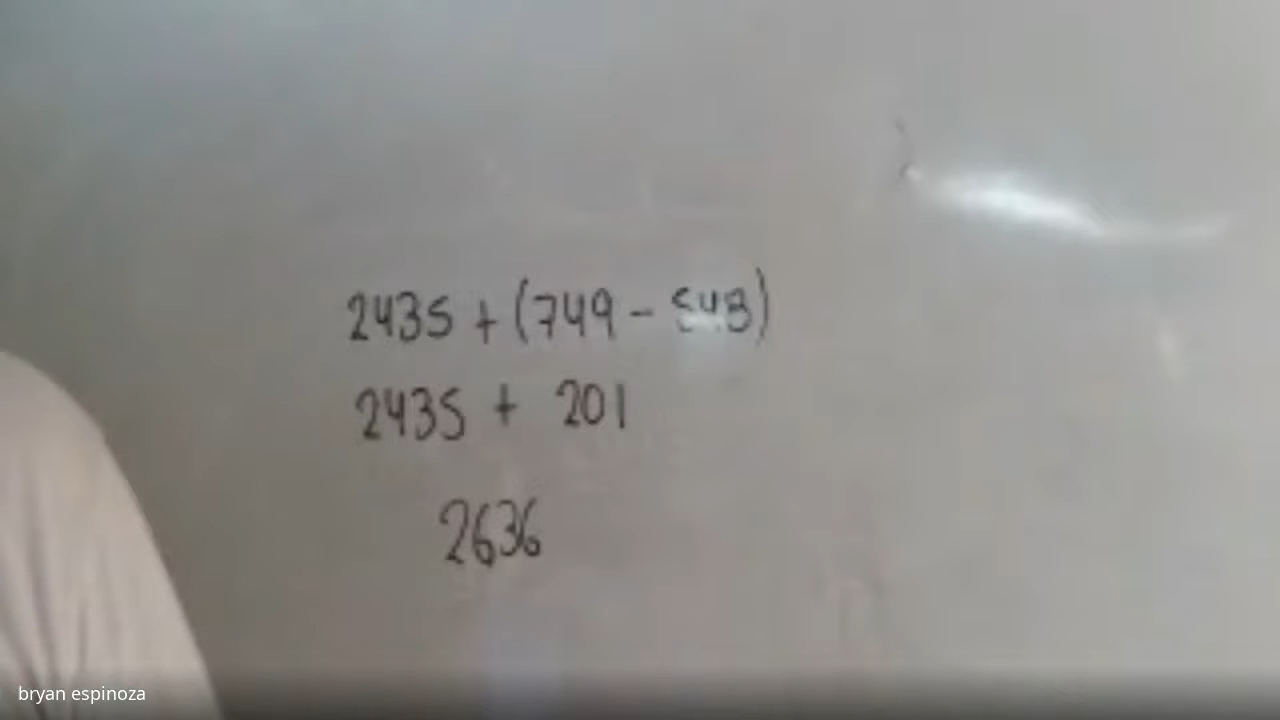 2435 + (749 - 548)
2435 + 201
2636
bryan espinoza